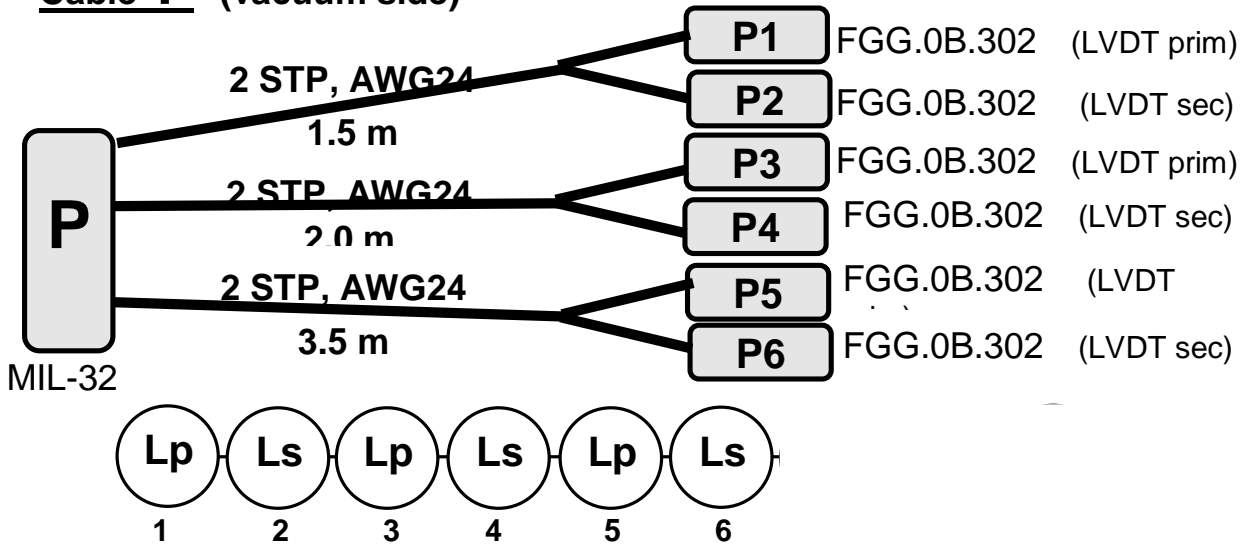 (vacuum side)
P1 FGG.0B.302 (LVDT prim)
2 STP, AWG24
P2 FGG.0B.302 (LVDT sec)
1.5 m
P3 FGG.0B.302 (LVDT prim)
P
2 STP, AWG24
P4 FGG.0B.302 (LVDT sec)
2.0 m
2 STP, AWG24
P5 FGG.0B.302 (LVDT
3.5 m
P6 FGG.0B.302 (LVDT sec)
MIL-32
Lp Ls Lp Ls Lp Ls
1 2 3 4 5 6